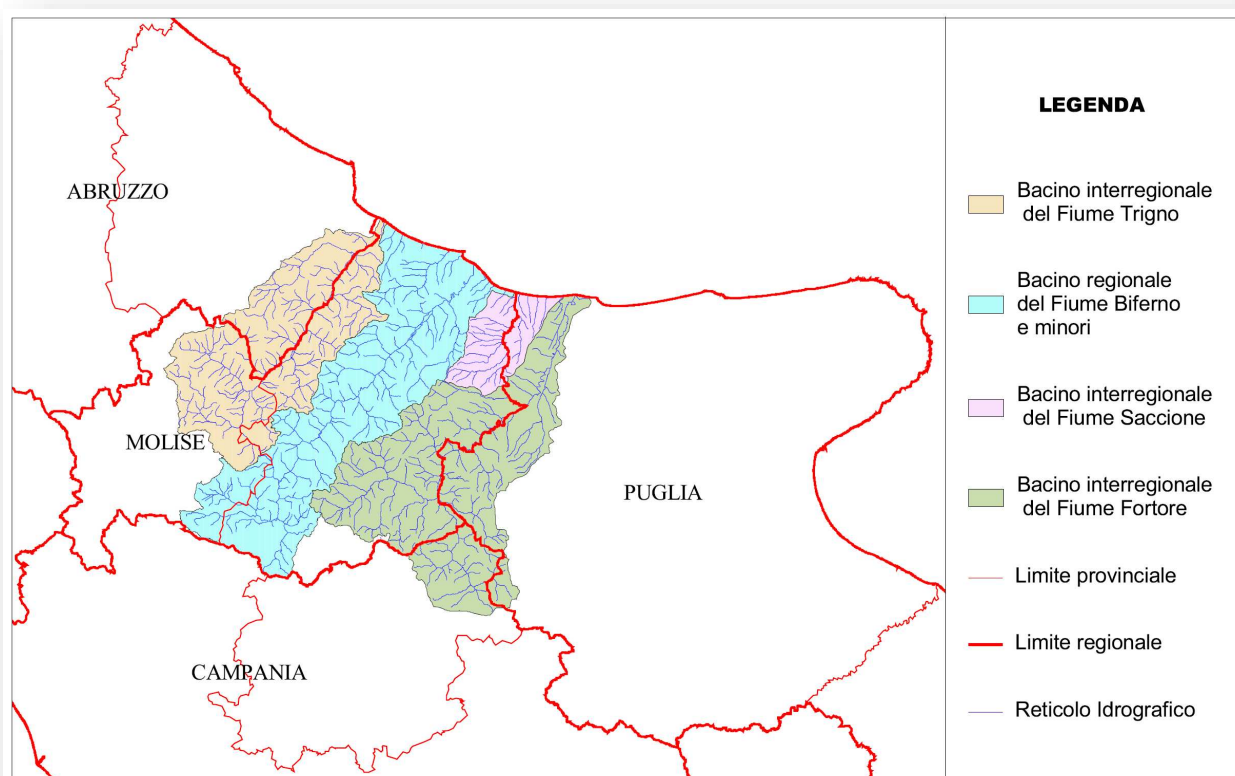 ABRUZZO
MOLISE
PUGLIA
CAMPANIA
LEGENDA
Bacino interregionale
del Fiume Trigno
Bacino regionale
del Fiume Biferno
e minori
Bacino interregionale
del Fiume Saccione
Bacino interregionale
del Fiume Fortore
Limite provinciale
Limite regionale
Reticolo Idrografico